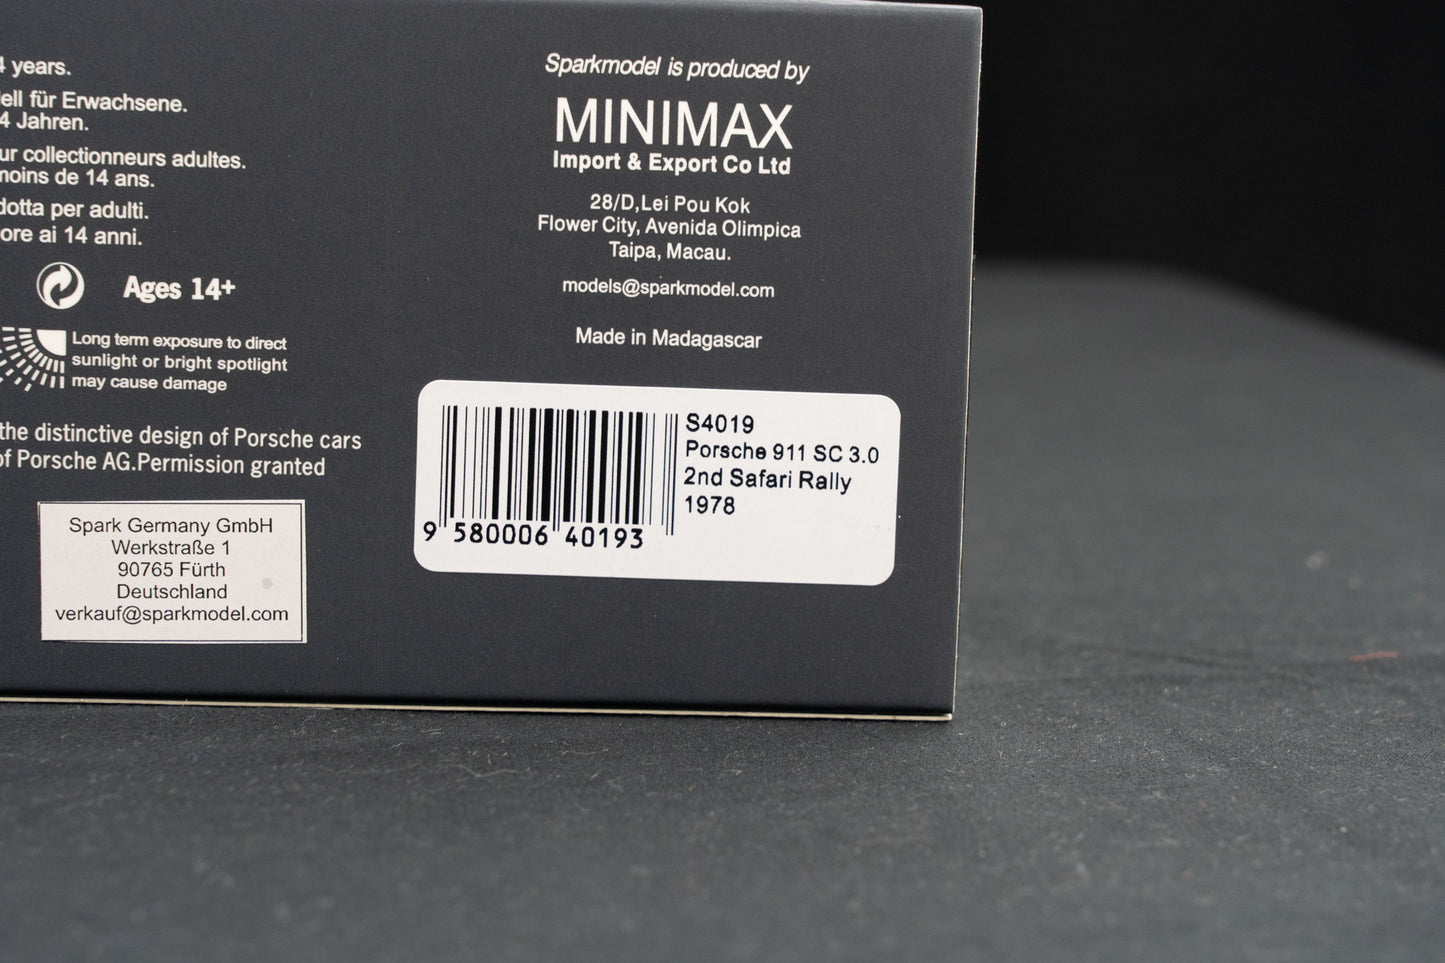 4 years.
ell für Erwachsene.
4 Jahren.
ur collectionneurs adultes.
moins de 14 ans.
dotta per adulti.
ore ai 14 anni.
Ages 14+
Long term exposure to direct
sunlight or bright spotlight
may cause damage
the distinctive design of Porsche cars
of Porsche AG.Permission granted
Spark Germany GmbH
Werkstraße 1
90765 Fürth
Deutschland
verkauf@sparkmodel.com
Sparkmodel is produced by
MINIMAX
Import & Export Co Ltd
28/D,Lei Pou Kok
Flower City, Avenida Olimpica
Taipa, Macau.
models@sparkmodel.com
Made in Madagascar
9 580006 40193
S4019
Porsche 911 SC 3.0
2nd Safari Rally
1978